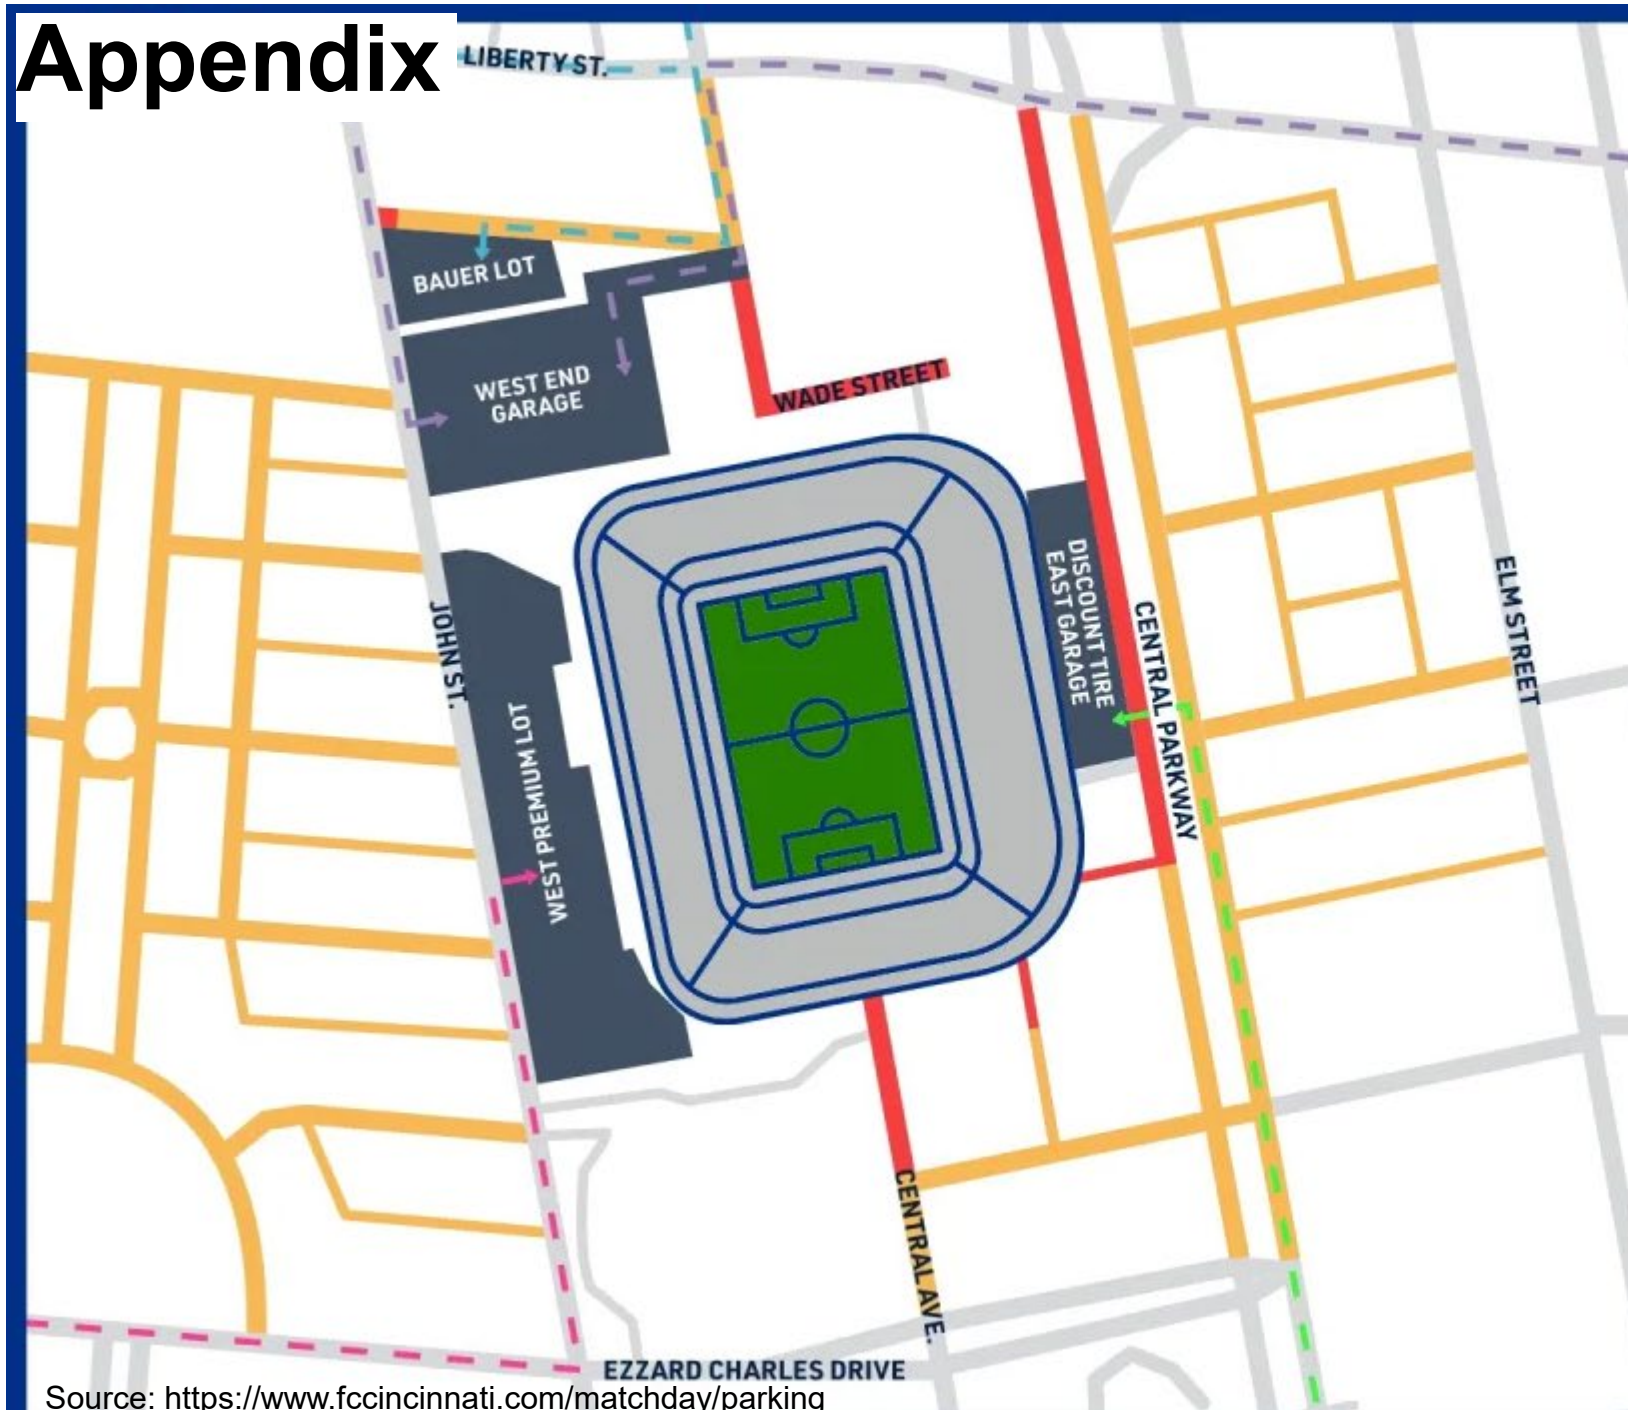 Appendix
LIBERTY ST.
BAUER LOT
WEST END
GARAGE
WADE STREET
DISCOUNT TIRE
EAST GARAGE
ELM STREET
JOHN ST.
CENTRAL PARKWAY
WEST PREMIUM LOT
CENTRAL AVE.
EZZARD CHARLES DRIVE
Source: https://www.fccincinnati.com/matchday/parking